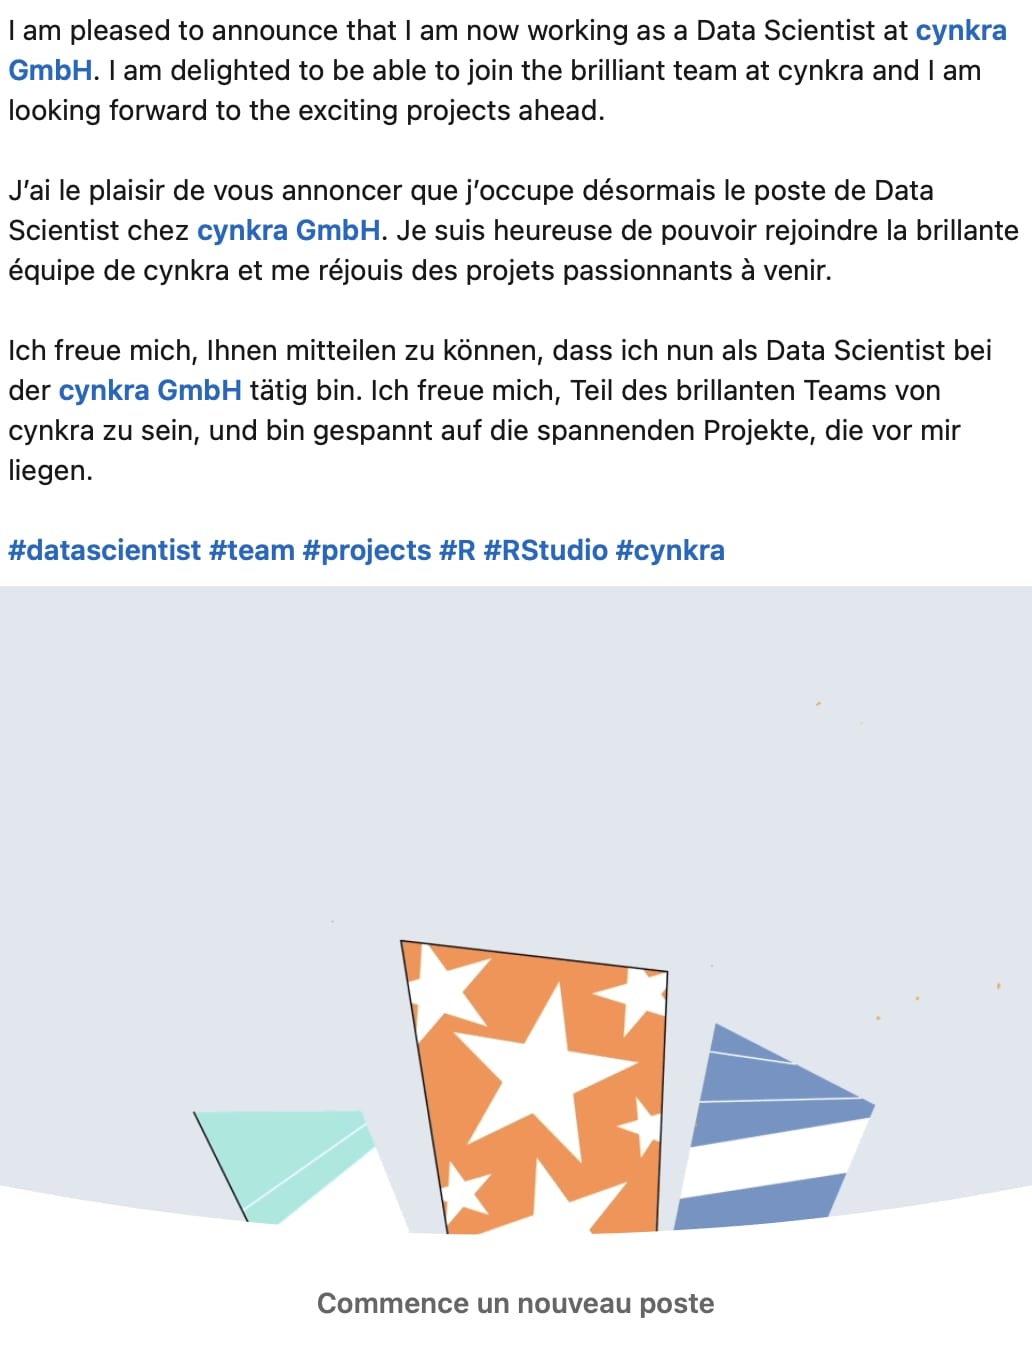 I am pleased to announce that I am now working as a Data Scientist at cynkra
GmbH. I am delighted to be able to join the brilliant team at cynkra and I am
looking forward to the exciting projects ahead.
J’ai le plaisir de vous annoncer que j’occupe désormais le poste de Data
Scientist chez cynkra GmbH. Je suis heureuse de pouvoir rejoindre la brillante
équipe de cynkra et me réjouis des projets passionnants à venir.
Ich freue mich, Ihnen mitteilen zu können, dass ich nun als Data Scientist bei
der cynkra GmbH tätig bin. Ich freue mich, Teil des brillanten Teams von
cynkra zu sein, und bin gespannt auf die spannenden Projekte, die vor mir
liegen.
#datascientist #team #projects #R #RStudio #cynkra
Commence un nouveau poste